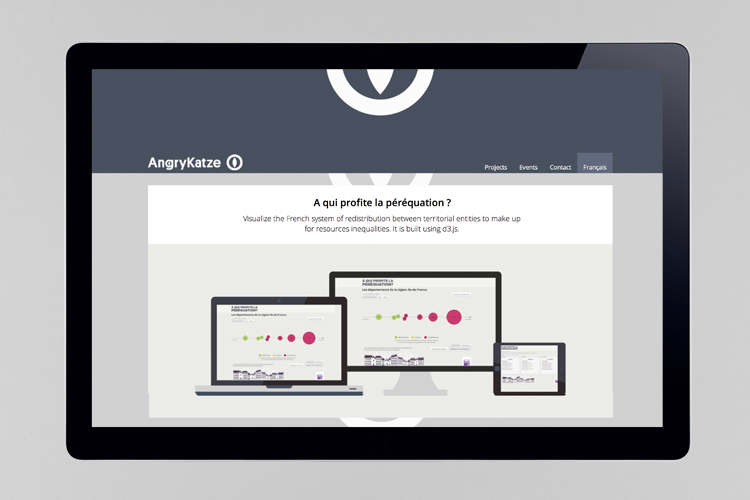 AngryKatze
Projects Events Contact Français
A qui profite la péréquation ?
Visualize the French system of redistribution between territorial entities to make up
for resources inequalities. It is built using d3.js.
A QUI PROFITE LA
PÉRÉQUATION?
Les départements de la région Ile de France
A QUI PROFITE LA
PÉRÉQUATION?
Les départements de la région Ile de France